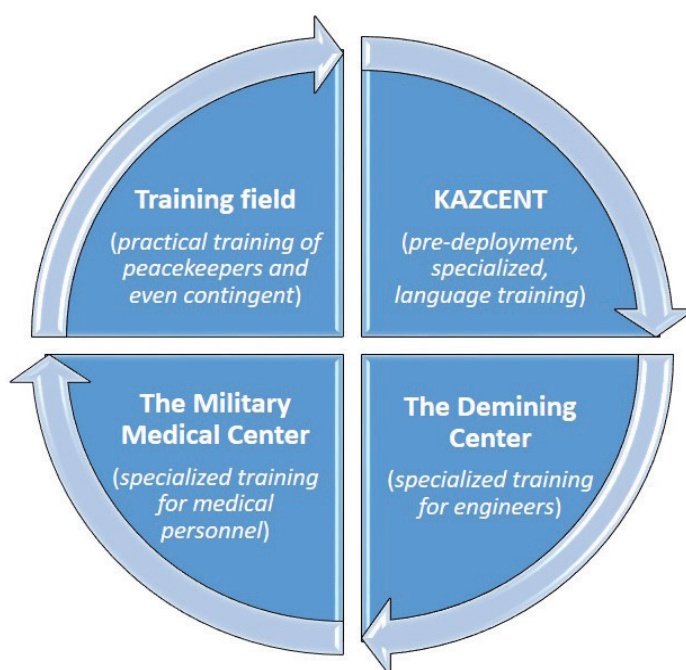 Training field
(practical training of
peacekeepers and
even contingent)
KAZCENT
(pre-deployment,
specialized,
language training)
The Military
Medical Center
(specialized training
for medical
personnel)
The Demining
Center
(specialized training
for engineers)